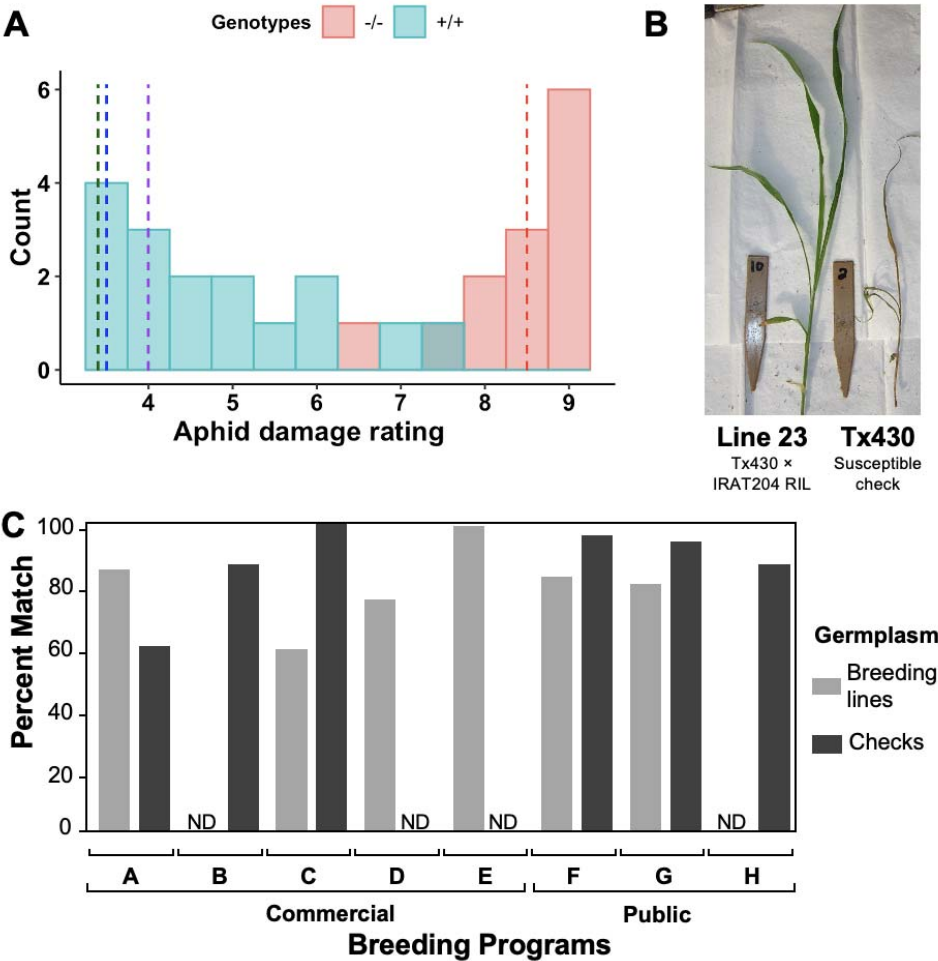 A
Genotypes -/- +/+
6
4
2
0
Count
4 5 6 7 8 9
Aphid damage rating
B
10
2
Line 23
Tx430 ×
IRAT204 RIL
Tx430
Susceptible
check
C
100
80
60
40
20
0
Percent Match
ND ND ND ND
A B C D E F G H
Commercial Public
Breeding Programs
Germplasm
Breeding
lines
Checks